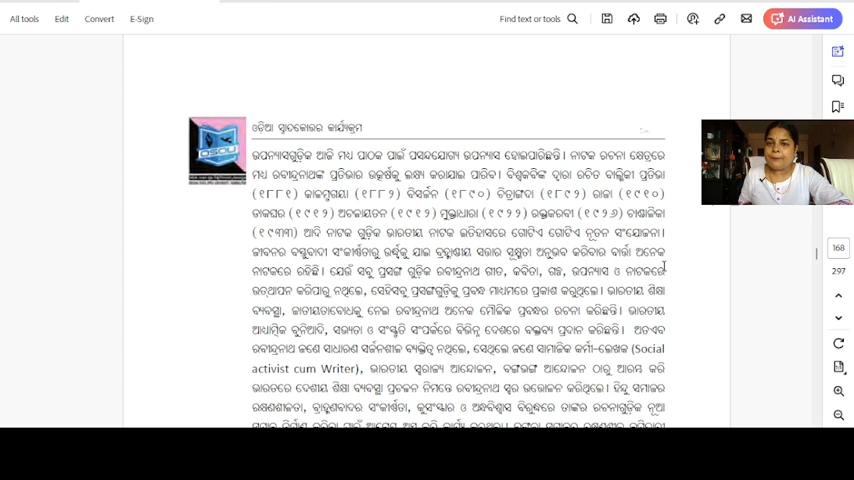 All tools Edit Convert E-Sign Find text or tools AI Assistant
ଓଡ଼ିଆ ସ୍ନାତକୋତ୍ତର କାର୍ଯ୍ୟକ୍ରମ
OSOU
ଉପନ୍ୟାସଗୁଡ଼ିକ ଆଜି ମଧ୍ୟ ପାଠକ ପାଇଁ ପସନ୍ଦଯୋଗ୍ୟ ଉପନ୍ୟାସ ହୋଇପାରିଛନ୍ତି । ନାଟକ ରଚନା କ୍ଷେତ୍ରରେ
ମଧ୍ୟ ରବୀନ୍ଦ୍ରନାଥଙ୍କ ପ୍ରତିଭାର ଉତ୍କର୍ଷକୁ ଲକ୍ଷ୍ୟ କରାଯାଇ ପାରିବ । ବିଶ୍ୱକବିଙ୍କ ଦ୍ୱାରା ରଚିତ ବାଲ୍ମିକୀ ପ୍ରତିଭା
(୧୮୮୧) କାଳମୃଗୟା (୧୮୮୨) ବିସର୍ଜନ (୧୮୯୦) ଚିତ୍ରାଙ୍ଗଦା (୧୮୯୨) ରାଜା (୧୯୧୦)
ଡାକଘର (୧୯୧୨) ଅଚଳାୟତନ (୧୯୧୨) ମୁକ୍ତଧାରା (୧୯୨୨) ରକ୍ତକରବୀ (୧୯୨୬) ଚାଣ୍ଡାଳିକା
(୧୯୩୩) ଆଦି ନାଟକ ଗୁଡ଼ିକ ଭାରତୀୟ ନାଟକ ଇତିହାସରେ ଗୋଟିଏ ଗୋଟିଏ ନୂତନ ସଂଯୋଜନା ।
ଜୀବନର ବସ୍ତୁବାଦୀ ସଂକୀର୍ଣ୍ଣତାରୁ ଉର୍ଦ୍ଧ୍ୱକୁ ଯାଇ ବ୍ରହ୍ମାଣ୍ଡୀୟ ସତ୍ତାର ସୂକ୍ଷ୍ମତା ଅନୁଭବ କରିବାର ବାର୍ତ୍ତା ଅନେକ
ନାଟକରେ ରହିଛି । ଯେଉଁ ସବୁ ପ୍ରସଙ୍ଗ ଗୁଡ଼ିକ ରବୀନ୍ଦ୍ରନାଥ ଗୀତ, କବିତା, ଗଳ୍ପ, ଉପନ୍ୟାସ ଓ ନାଟକରେ
ଉତ୍‌ଥାପନ କରିପାରୁ ନଥିଲେ, ସେହିସବୁ ପ୍ରସଙ୍ଗଗୁଡ଼ିକୁ ପ୍ରବନ୍ଧ ମାଧ୍ୟମରେ ପ୍ରକାଶ କରୁଥିଲେ । ଭାରତୀୟ ଶିକ୍ଷା
ବ୍ୟବସ୍ଥା, ଜାତୀୟତାବୋଧକୁ ନେଇ ରବୀନ୍ଦ୍ରନାଥ ଅନେକ ମୌଳିକ ପ୍ରବନ୍ଧର ରଚନା କରିଛନ୍ତି । ଭାରତୀୟ
ଆଧ୍ୟାତ୍ମିକ ବୁନିଆଦି, ସଭ୍ୟତା ଓ ସଂସ୍କୃତି ସଂପର୍କରେ ବିଭିନ୍ନ ଦେଶରେ ବକ୍ତବ୍ୟ ପ୍ରଦାନ କରିଛନ୍ତି । ଅତଏବ
ରବୀନ୍ଦ୍ରନାଥ ଜଣେ ସାଧାରଣ ସର୍ଜନଶୀଳ ବ୍ୟକ୍ତିତ୍ୱ ନଥିଲେ, ସେଥିଲେ ଜଣେ ସାମାଜିକ କର୍ମୀ-ଲେଖକ (Social
activist cum Writer), ଭାରତୀୟ ସ୍ୱରାଜ୍ୟ ଆନ୍ଦୋଳନ, ବଙ୍ଗଭଙ୍ଗ ଆନ୍ଦୋଳନ ଠାରୁ ଆରମ୍ଭ କରି
ଭାରତରେ ଦେଶୀୟ ଶିକ୍ଷା ବ୍ୟବସ୍ଥା ପ୍ରଚଳନ ନିମନ୍ତେ ରବୀନ୍ଦ୍ରନାଥ ସ୍ୱର ଉତ୍ତୋଳନ କରିଥିଲେ । ହିନ୍ଦୁ ସମାଜର
ରକ୍ଷଣଶୀଳତା, ବ୍ରାହ୍ମଣବାଦର ସଂକୀର୍ଣ୍ଣତା, କୁସଂସ୍କାର ଓ ଅନ୍ଧବିଶ୍ୱାସ ବିରୁଦ୍ଧରେ ତାଙ୍କର ରଚନାଗୁଡ଼ିକ ନୂଆ
168
297